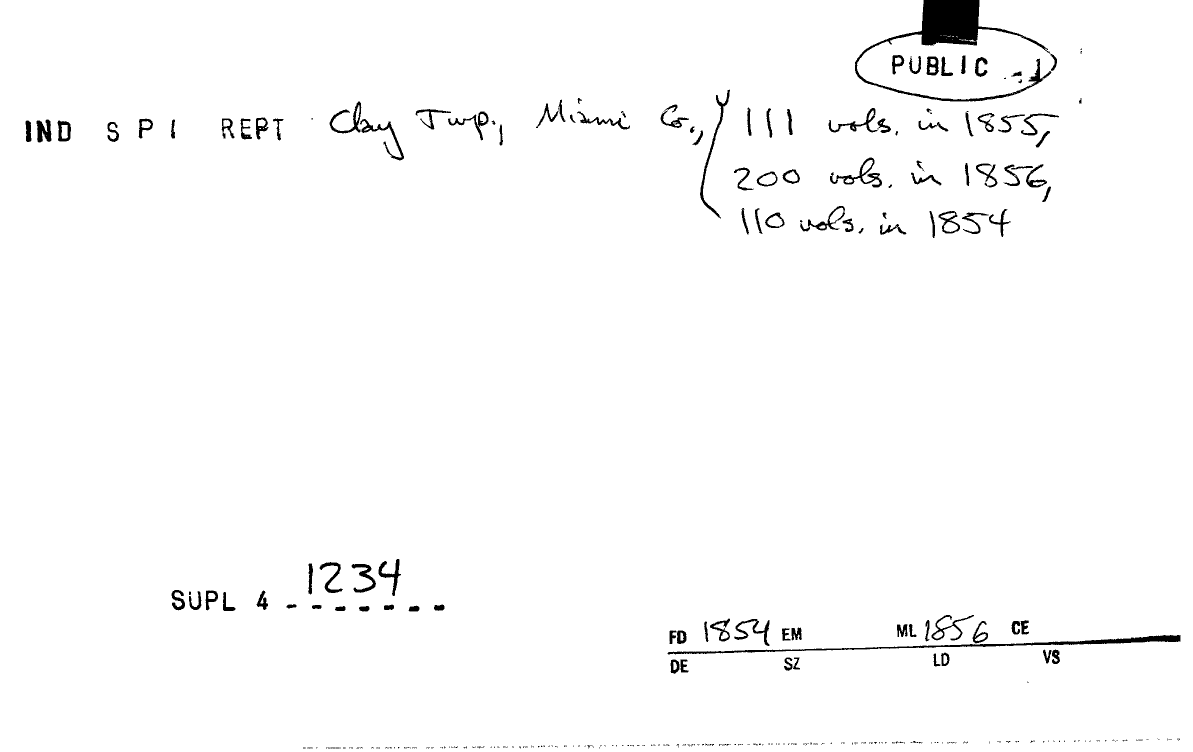 PUBLIC
IND S P I REPT Clay Twp., Miami Co., 111 vols. in 1855,
200 vols. in 1856,
110 vols. in 1854
1234
SUPL 4 - - - - - - -
FD 1854 EM ML 1856 CE
DE SZ LD VS